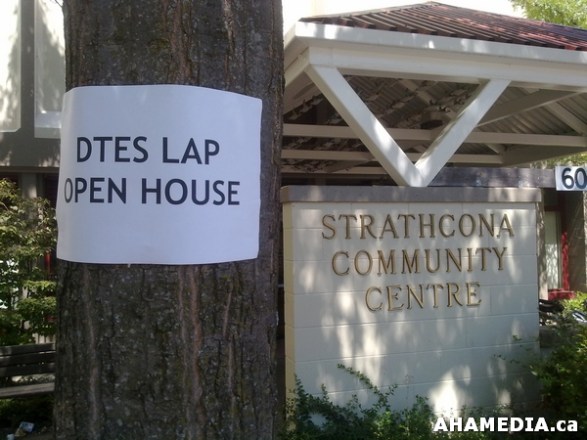 DTES LAP
OPEN HOUSE
STRATHCONA
COMMUNITY
CENTRE
60
AHAMEDIA.ca